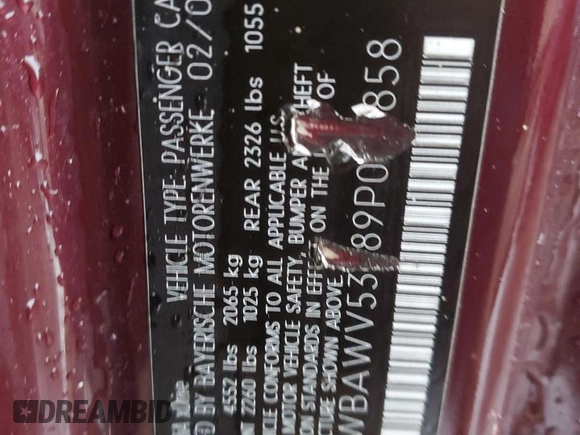 VEHICLE TYPE: PASSENGER CA
D BY BAYERISCHE MOTORENWERKE 02/0
4552 lbs 2065 kg
2260 lbs 1025 kg REAR 2326 lbs 1055
CLE CONFORMS TO ALL APPLICABLE U.S.
MOTOR VEHICLE SAFETY, BUMPER A THEFT
ION STANDARDS IN EFF ON THE OF
CTURE SHOWN ABOVE
WBAWV53 89P0 858
DREAMBID